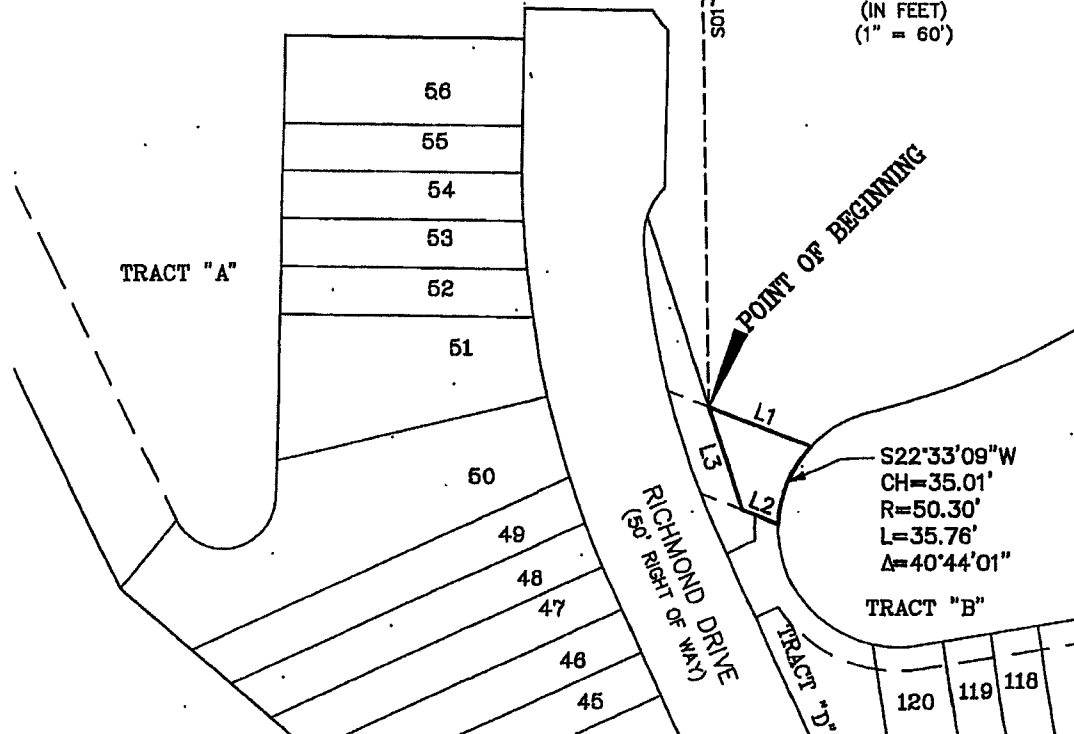 (IN FEET)
(1" = 60')
S01°
56
55
54
53
52
51
50
49
48
47
46
45
TRACT "A"
POINT OF BEGINNING
L1
L3
L2
S22°33'09"W
CH=35.01'
R=50.30'
L=35.76'
Δ=40°44'01"
RICHMOND DRIVE
(50' RIGHT OF WAY)
TRACT "B"
TRACT "D"
120
119
118